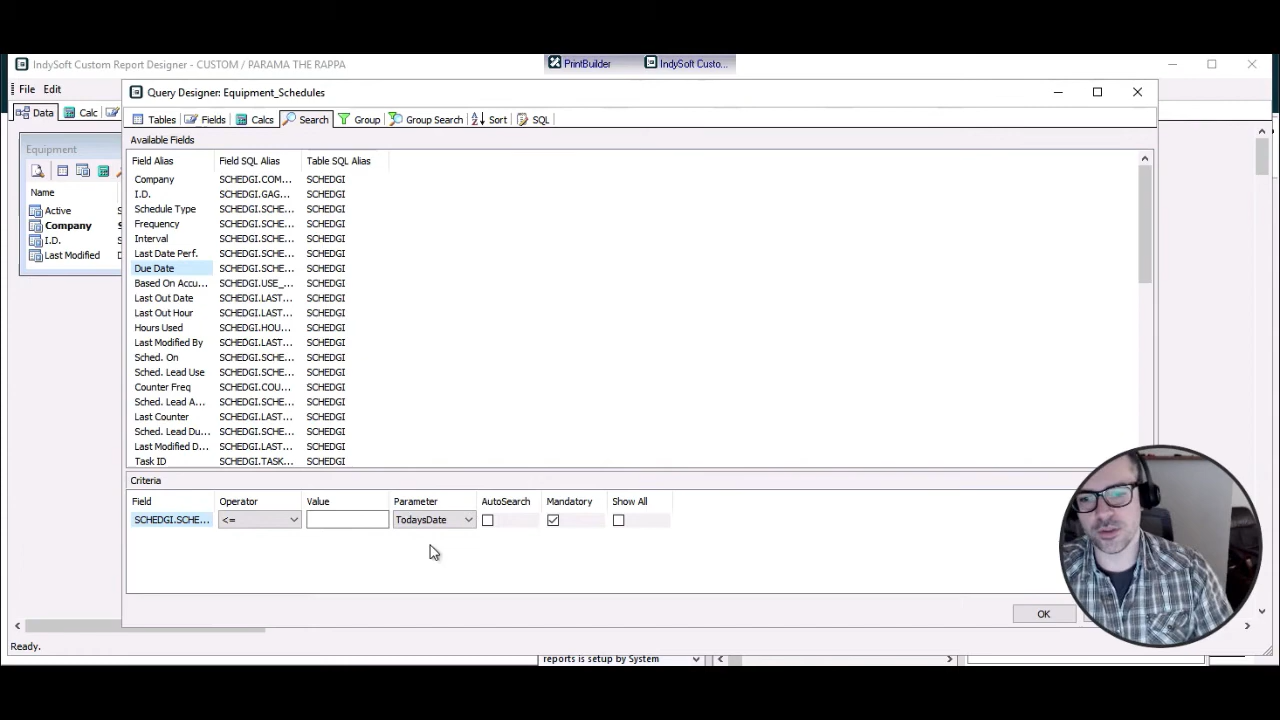 IndySoft Custom Report Designer - CUSTOM / PARAMA THE RAPPA
PrintBuilder
IndySoft Custo...
File Edit
Query Designer: Equipment_Schedules
Data Calc
Tables Fields Calcs Search Group Group Search Sort SQL
Available Fields
Equipment
Name
Active
Company
I.D.
Last Modified
Field Alias Field SQL Alias Table SQL Alias
Company SCHEDGI.COM... SCHEDGI
I.D. SCHEDGI.GAG... SCHEDGI
Schedule Type SCHEDGI.SCHE... SCHEDGI
Frequency SCHEDGI.SCHE... SCHEDGI
Interval SCHEDGI.SCHE... SCHEDGI
Last Date Perf. SCHEDGI.SCHE... SCHEDGI
Due Date SCHEDGI.SCHE... SCHEDGI
Based On Accu... SCHEDGI.USE_... SCHEDGI
Last Out Date SCHEDGI.LAST... SCHEDGI
Last Out Hour SCHEDGI.LAST... SCHEDGI
Hours Used SCHEDGI.HOU... SCHEDGI
Last Modified By SCHEDGI.LAST... SCHEDGI
Sched. On SCHEDGI.SCHE... SCHEDGI
Sched. Lead Use SCHEDGI.SCHE... SCHEDGI
Counter Freq SCHEDGI.COU... SCHEDGI
Sched. Lead A... SCHEDGI.SCHE... SCHEDGI
Last Counter SCHEDGI.LAST... SCHEDGI
Sched. Lead Du... SCHEDGI.SCHE... SCHEDGI
Last Modified D... SCHEDGI.LAST... SCHEDGI
Task ID SCHEDGI.TASK... SCHEDGI
Criteria
Field Operator Value Parameter AutoSearch Mandatory Show All
SCHEDGI.SCHE... <= TodaysDate
OK
Ready.
reports is setup by System